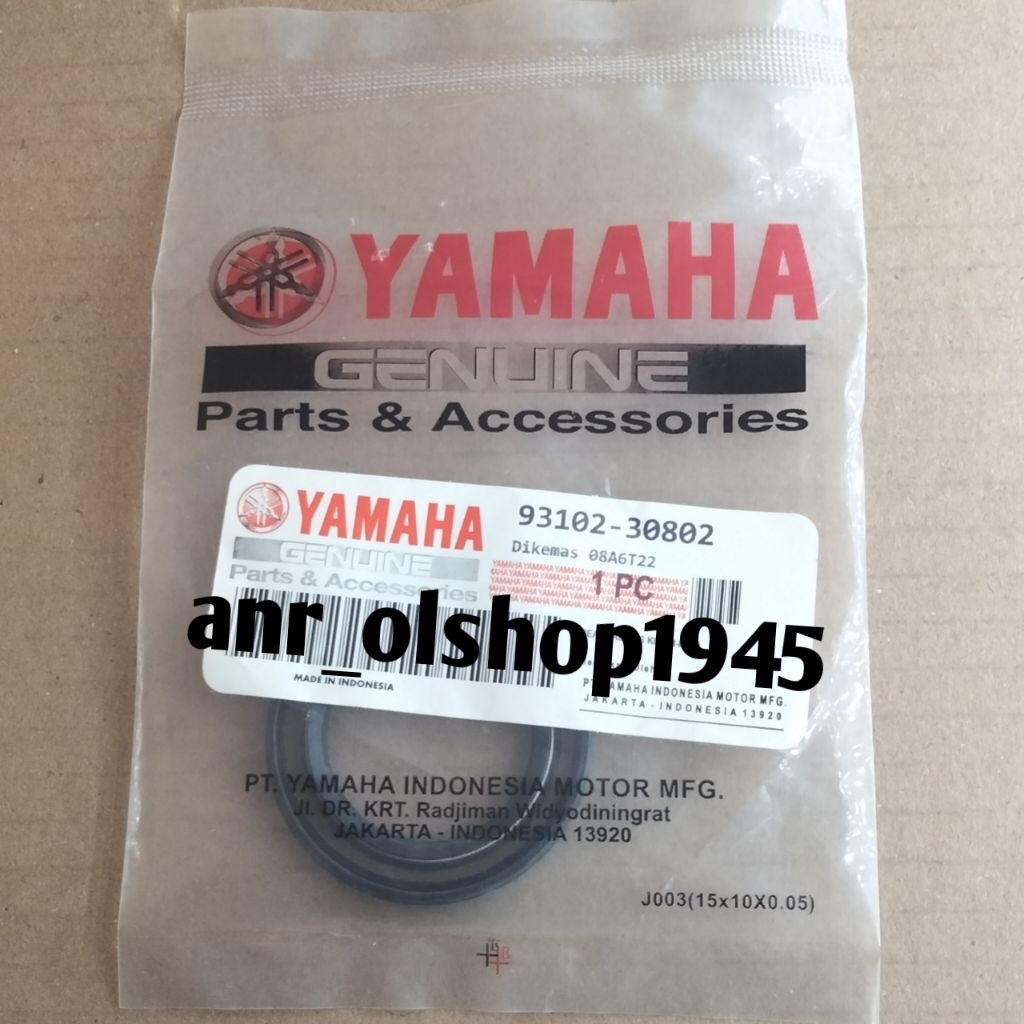 YAMAHA
GENUINE
Parts & Accessories
YAMAHA
GENUINE
Parts & Accessories
93102-30802
Dikemas 08A6T22
1 PC
anr_olshop1945
MADE IN INDONESIA
PT. YAMAHA INDONESIA MOTOR MFG.
JAKARTA - INDONESIA 13920
PT. YAMAHA INDONESIA MOTOR MFG.
Jl. DR. KRT. Radjiman Widyodiningrat
JAKARTA - INDONESIA 13920
J003(15x10X0.05)